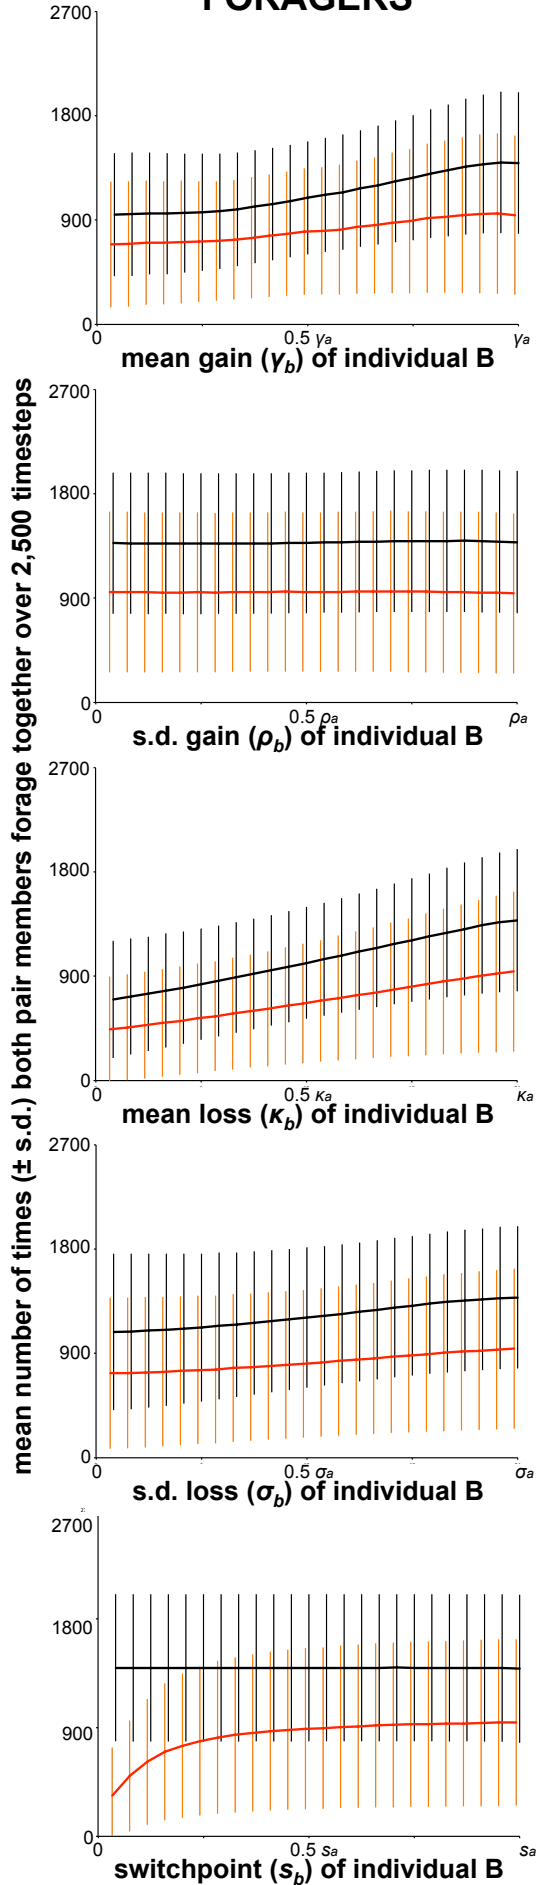 FORAGERS
mean number of times (± s.d.) both pair members forage together over 2,500 timesteps
2700
1800
900
0
0 0.5 γa γa
mean gain (γb) of individual B
2700
1800
900
0
0 0.5 ρa ρa
s.d. gain (ρb) of individual B
2700
1800
900
0
0 0.5 κa κa
mean loss (κb) of individual B
2700
1800
900
0
0 0.5 σa σa
s.d. loss (σb) of individual B
2700
1800
900
0
0 0.5 sa sa
switchpoint (sb) of individual B